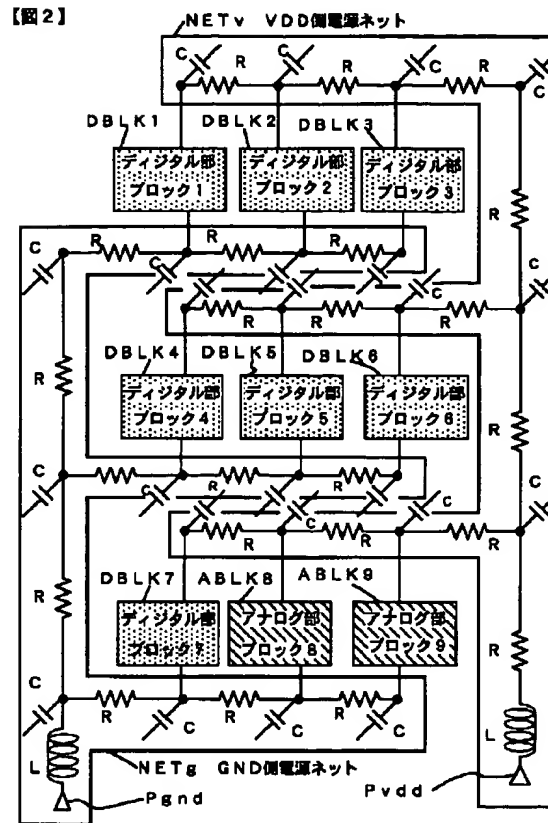 【図2】
NETv VDD側電源ネット
C C C C
R R R
DBLK1 DBLK2 DBLK3
ディジタル部 ディジタル部 ディジタル部
ブロック1 ブロック2 ブロック3
R
C R R R
C C
R R R
DBLK4 DBLK5 DBLK6
R R
ディジタル部 ディジタル部 ディジタル部
ブロック4 ブロック5 ブロック6
C R R C
C C
R R R
DBLK7 ABLK8 ABLK9
R
ディジタル部 アナログ部 アナログ部
ブロック7 ブロック8 ブロック9
R
C
R R R
C C C
L L
NETg GND側電源ネット
Pgnd Pvdd